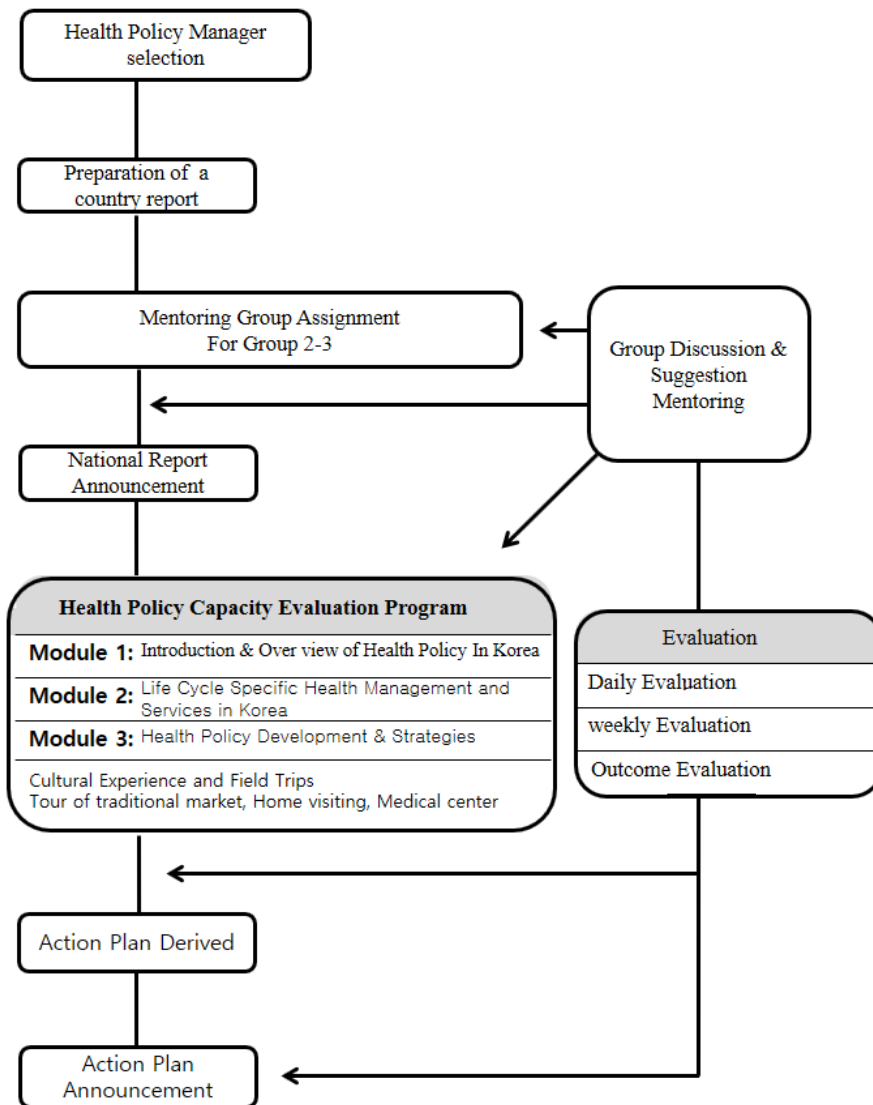 Health Policy Manager
selection
Preparation of a
country report
Mentoring Group Assignment
For Group 2-3
Group Discussion &
Suggestion
Mentoring
National Report
Announcement
Health Policy Capacity Evaluation Program
Module 1: Introduction & Over view of Health Policy In Korea
Module 2: Life Cycle Specific Health Management and
Services in Korea
Module 3: Health Policy Development & Strategies
Cultural Experience and Field Trips
Tour of traditional market, Home visiting, Medical center
Evaluation
Daily Evaluation
weekly Evaluation
Outcome Evaluation
Action Plan Derived
Action Plan
Announcement